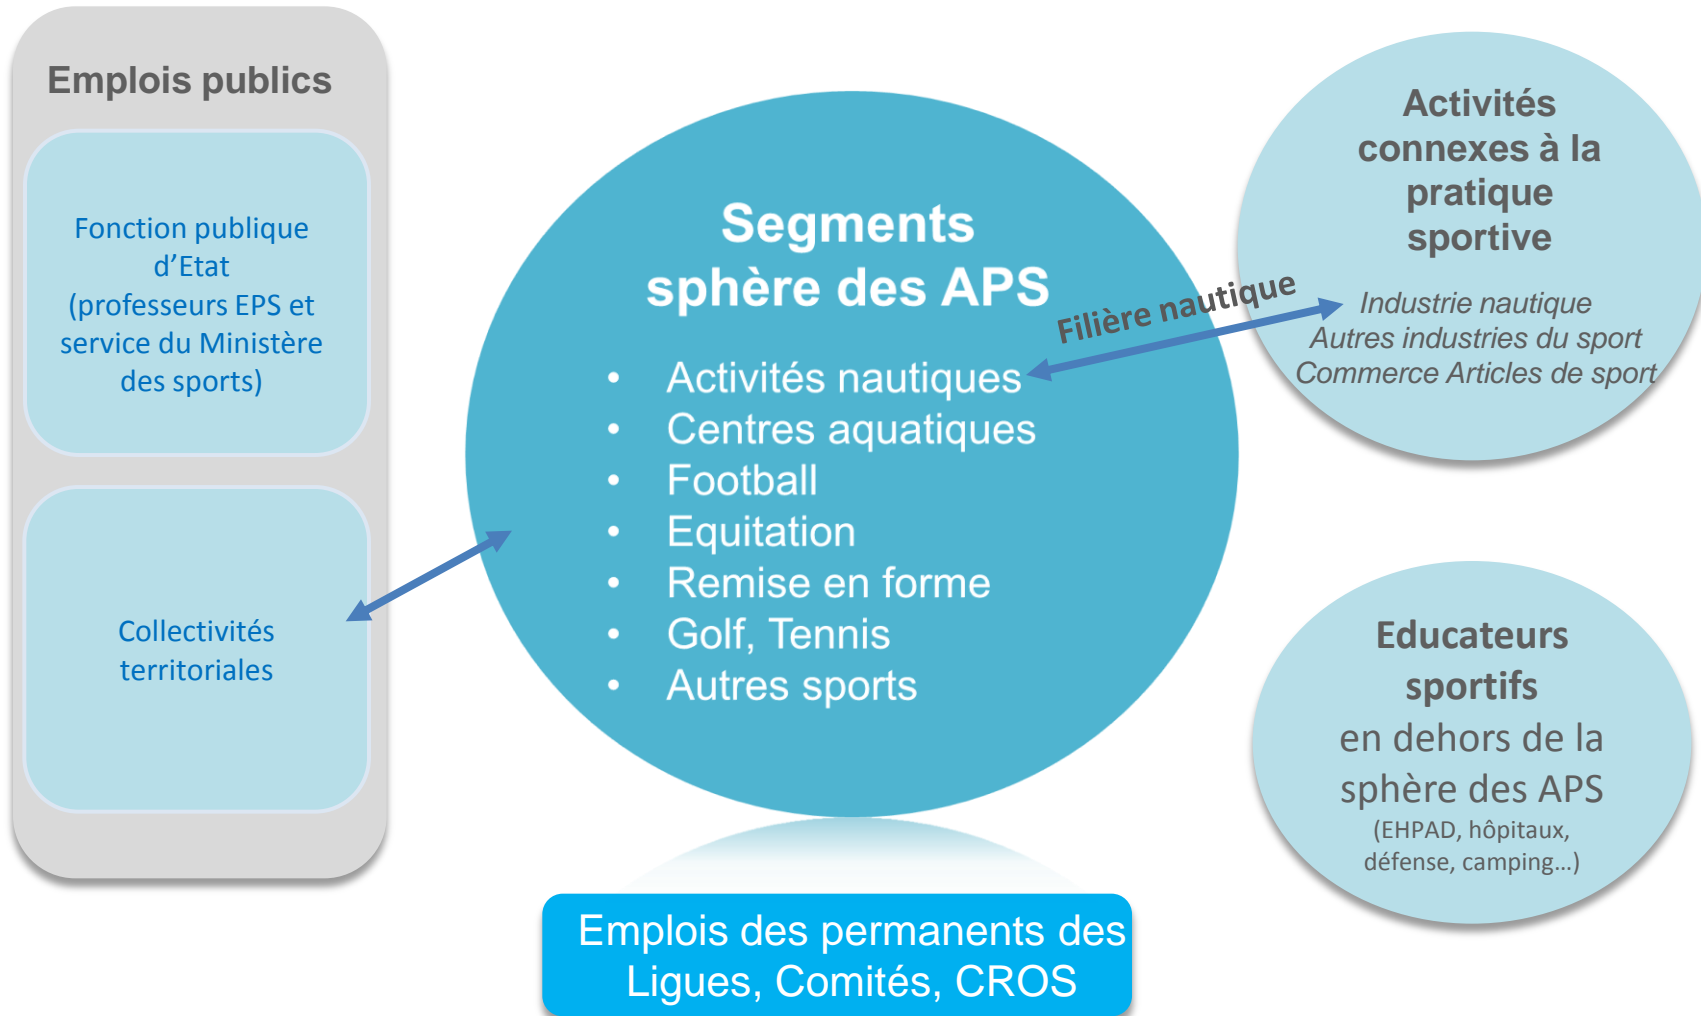 Emplois publics
Fonction publique
d’Etat
(professeurs EPS et
service du Ministère
des sports)
Collectivités
territoriales
Segments
sphère des APS
• Activités nautiques
• Centres aquatiques
• Football
• Equitation
• Remise en forme
• Golf, Tennis
• Autres sports
Filière nautique
Activités
connexes à la
pratique
sportive
Industrie nautique
Autres industries du sport
Commerce Articles de sport
Educateurs
sportifs
en dehors de la
sphère des APS
(EHPAD, hôpitaux,
défense, camping…)
Emplois des permanents des
Ligues, Comités, CROS